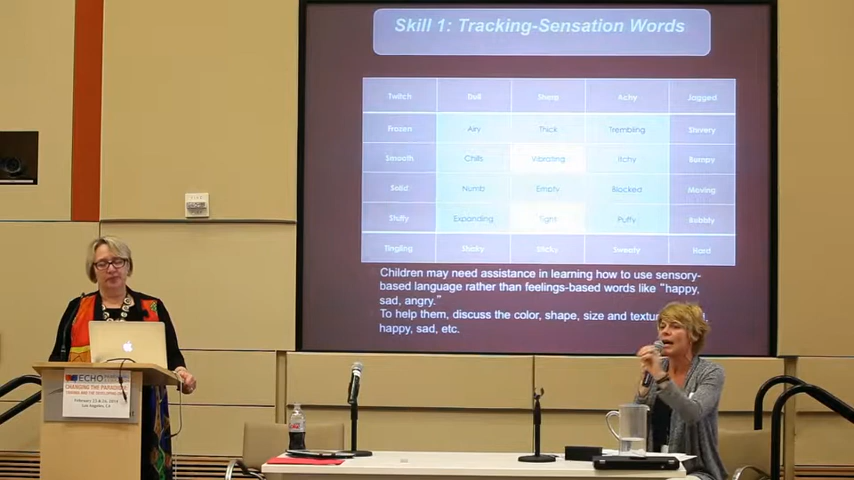 Skill 1: Tracking-Sensation Words
Twitch Dull Sharp Achy Jagged
Frozen Airy Thick Trembling Shivery
Smooth Chills Vibrating Itchy Bumpy
Solid Numb Empty Blocked Moving
Stuffy Expanding Tight Puffy Bubbly
Tingling Shaky Sticky Sweaty Hard
Children may need assistance in learning how to use sensory-
based language rather than feelings-based words like "happy,
sad, angry."
To help them, discuss the color, shape, size and
happy, sad, etc.
ECHO
CHANGING THE PARADIGM
Los Angeles, CA